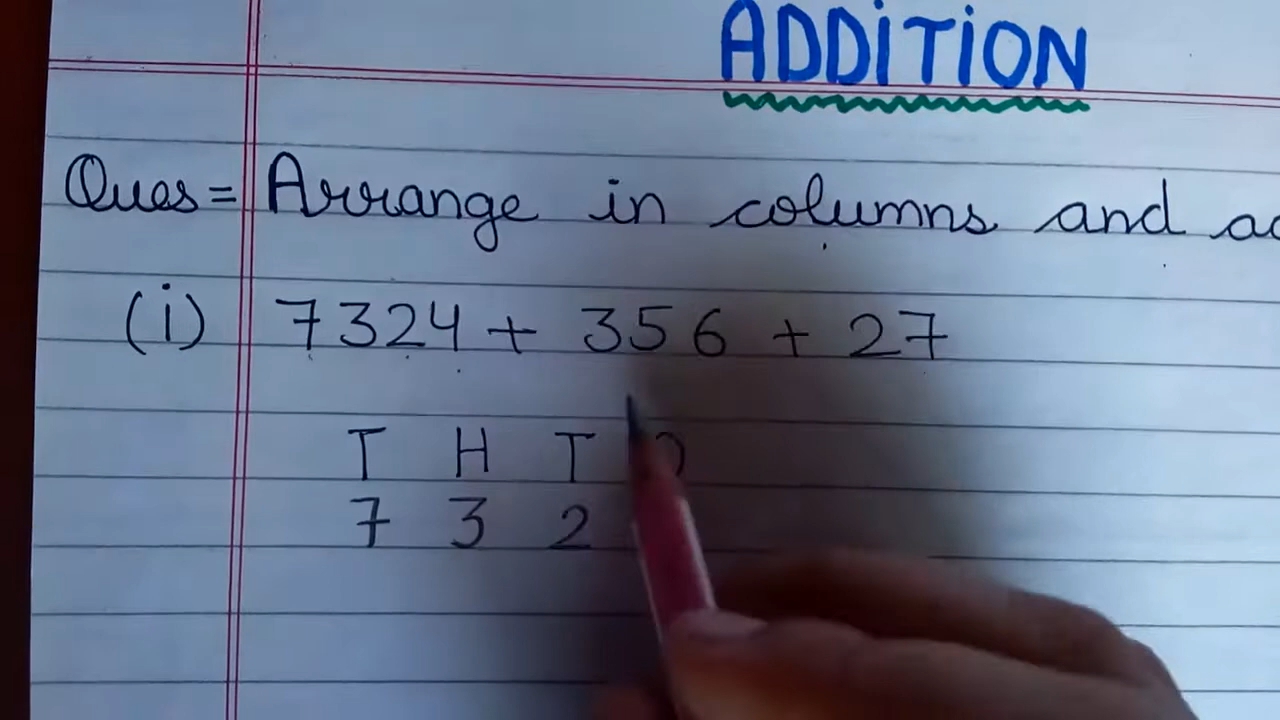 ADDITION
Ques = Arrange in columns and
(i) 7324 + 356 + 27
T H T O
7 3 2